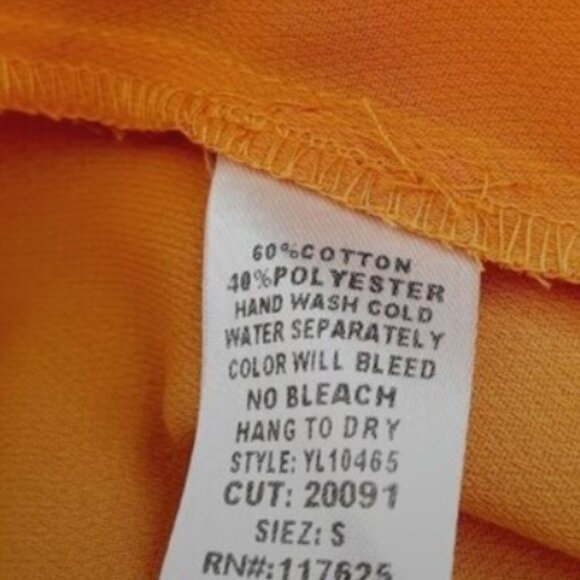 60%COTTON
40%POLYESTER
HAND WASH COLD
WATER SEPARATELY
COLOR WILL BLEED
NO BLEACH
HANG TO DRY
STYLE: YL10465
CUT: 20091
SIEZ: S
RN#:117625